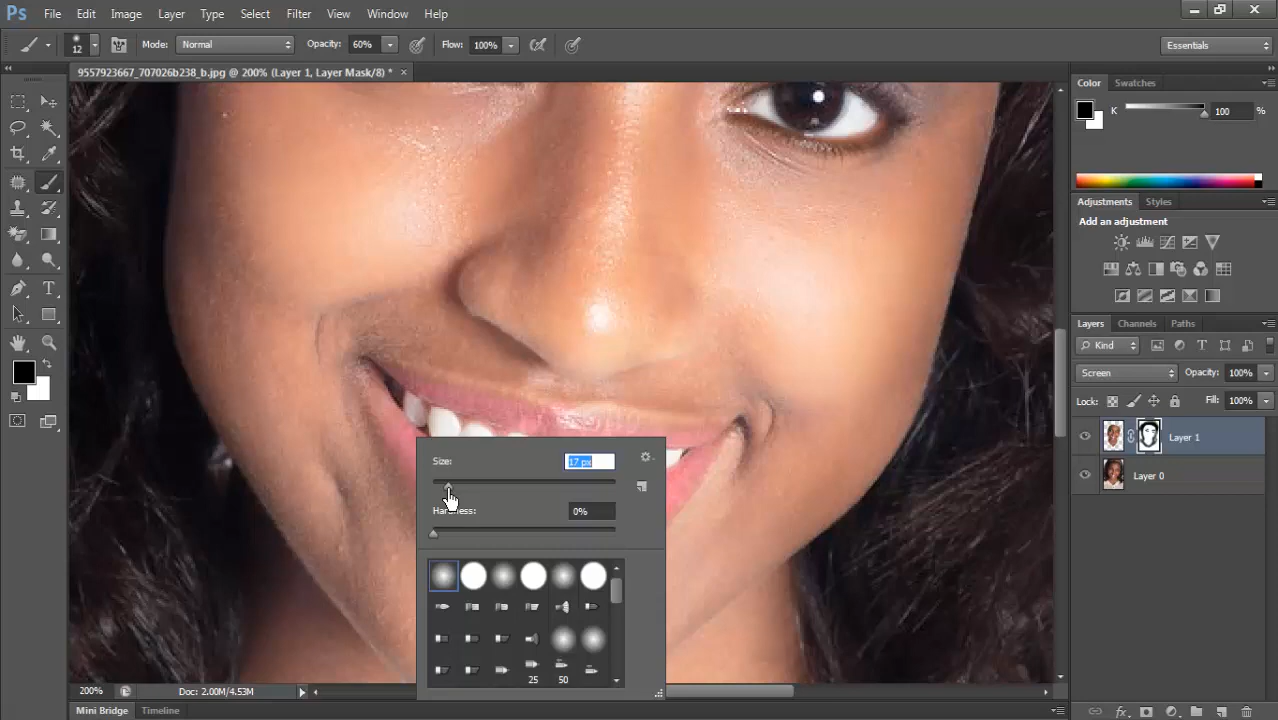 Ps File Edit Image Layer Type Select Filter View Window Help
12 Mode: Normal Opacity: 60% Flow: 100% Essentials
9557923667_707026b238_b.jpg @ 200% (Layer 1, Layer Mask/8) * ×
Color Swatches
K 100 %
Adjustments Styles
Add an adjustment
Layers Channels Paths
Kind
Screen Opacity: 100%
Lock: Fill: 100%
Layer 1
Layer 0
Size: 17 px
Hardness: 0%
25 50
200% Doc: 2.00M/4.53M
Mini Bridge Timeline